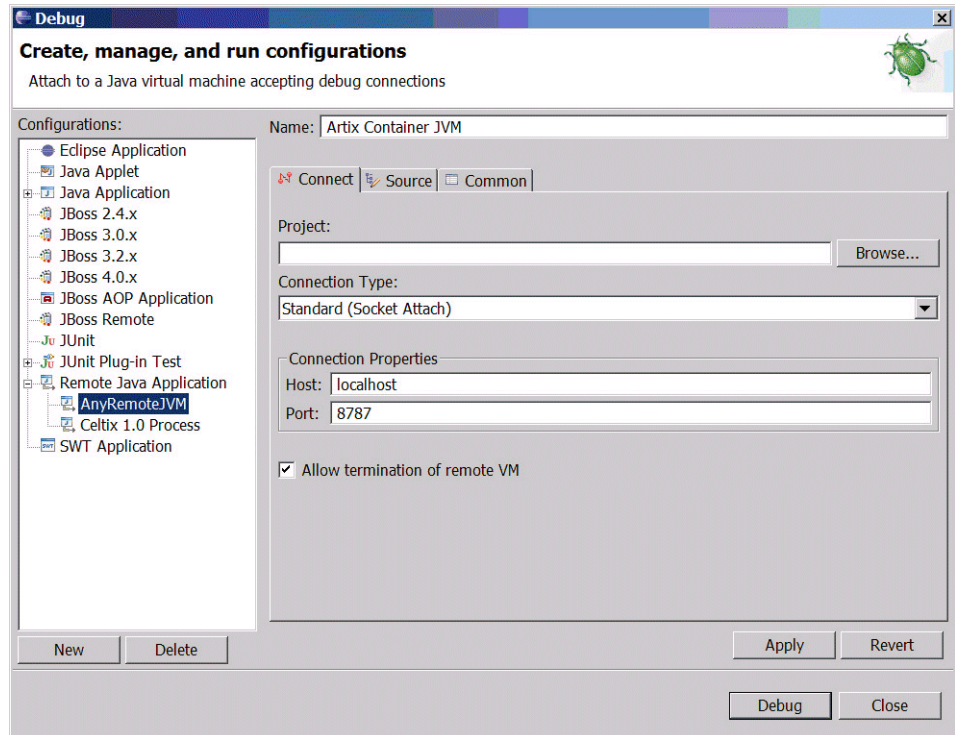 Debug
Create, manage, and run configurations
Attach to a Java virtual machine accepting debug connections
Configurations:
Eclipse Application
Java Applet
Java Application
JBoss 2.4.x
JBoss 3.0.x
JBoss 3.2.x
JBoss 4.0.x
JBoss AOP Application
JBoss Remote
Ju JUnit
JUnit Plug-in Test
Remote Java Application
AnyRemoteJVM
Celtix 1.0 Process
SWT Application
New Delete
Name: Artix Container JVM
Connect Source Common
Project:
Browse...
Connection Type:
Standard (Socket Attach)
Connection Properties
Host: localhost
Port: 8787
Allow termination of remote VM
Apply Revert
Debug Close